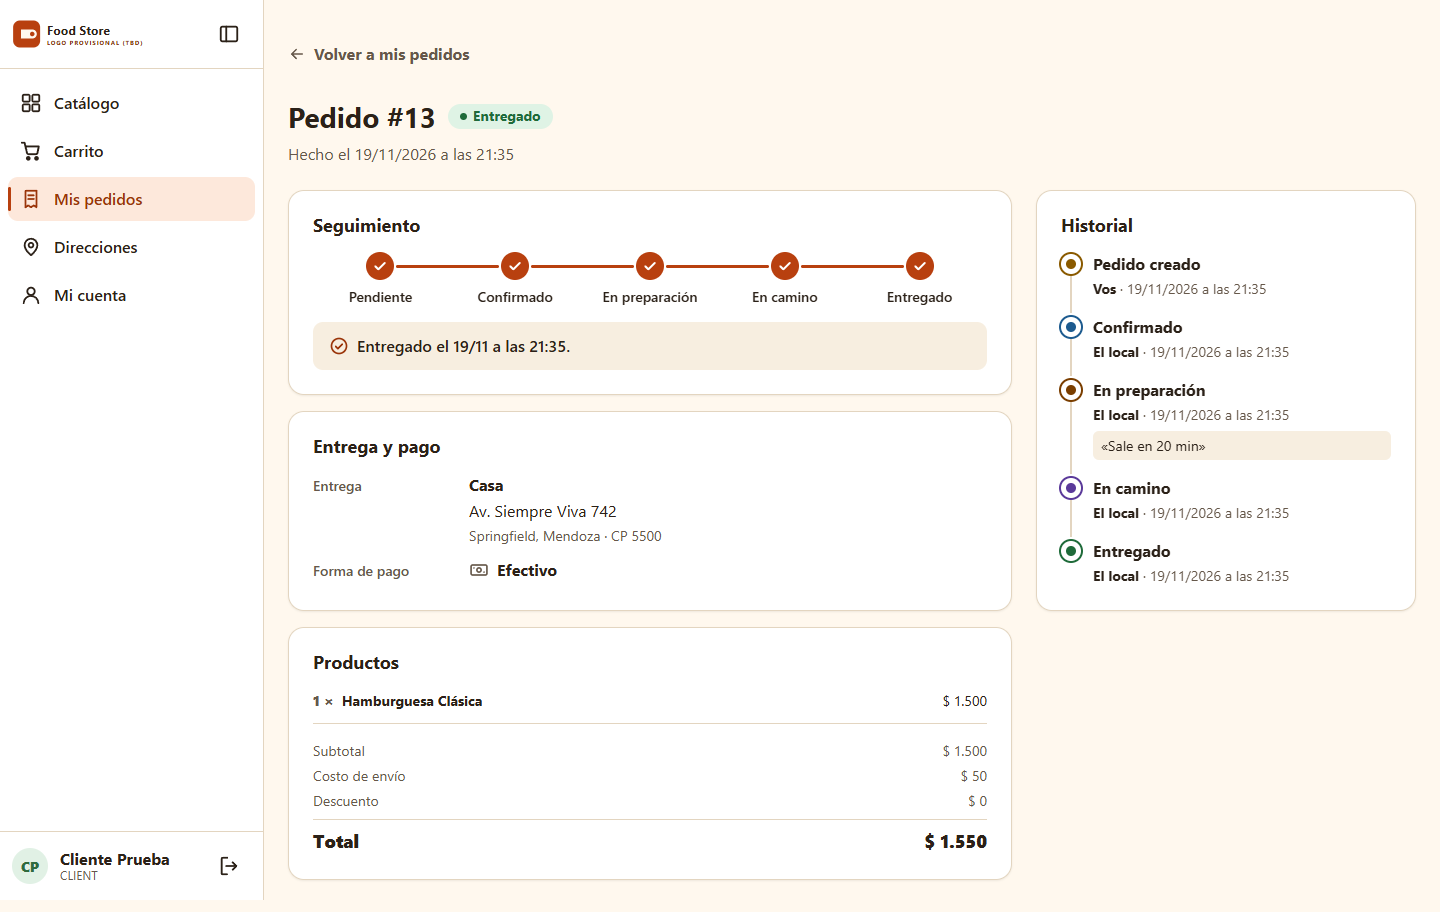 Food Store
LOGO PROVISIONAL (TBD)
Catálogo
Carrito
Mis pedidos
Direcciones
Mi cuenta
CP
Cliente Prueba
CLIENT
Volver a mis pedidos
Pedido #13
Entregado
Hecho el 19/11/2026 a las 21:35
Seguimiento
Pendiente
Confirmado
En preparación
En camino
Entregado
Entregado el 19/11 a las 21:35.
Entrega y pago
Entrega
Casa
Av. Siempre Viva 742
Springfield, Mendoza · CP 5500
Forma de pago
Efectivo
Productos
1 × Hamburguesa Clásica $ 1.500
Subtotal $ 1.500
Costo de envío $ 50
Descuento $ 0
Total $ 1.550
Historial
Pedido creado
Vos · 19/11/2026 a las 21:35
Confirmado
El local · 19/11/2026 a las 21:35
En preparación
El local · 19/11/2026 a las 21:35
«Sale en 20 min»
En camino
El local · 19/11/2026 a las 21:35
Entregado
El local · 19/11/2026 a las 21:35